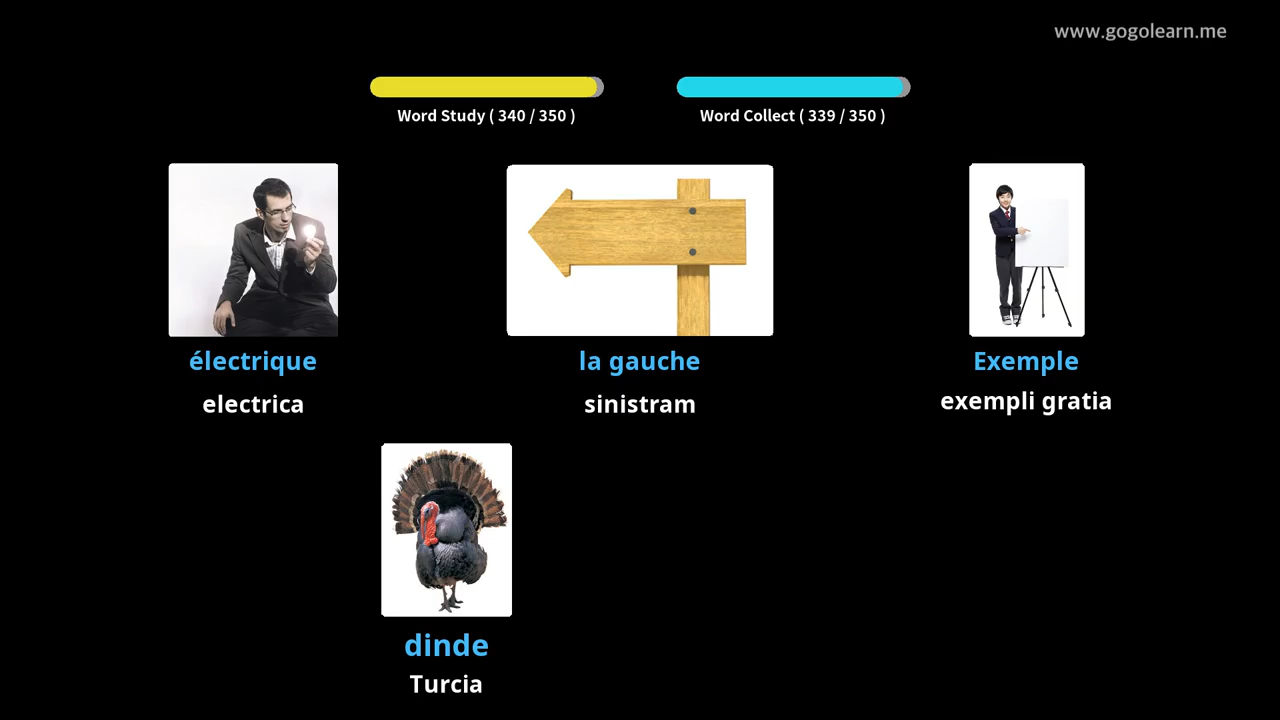 www.gogolearn.me
Word Study ( 340 / 350 )
Word Collect ( 339 / 350 )
électrique
la gauche
Exemple
electrica
sinistram
exempli gratia
dinde
Turcia